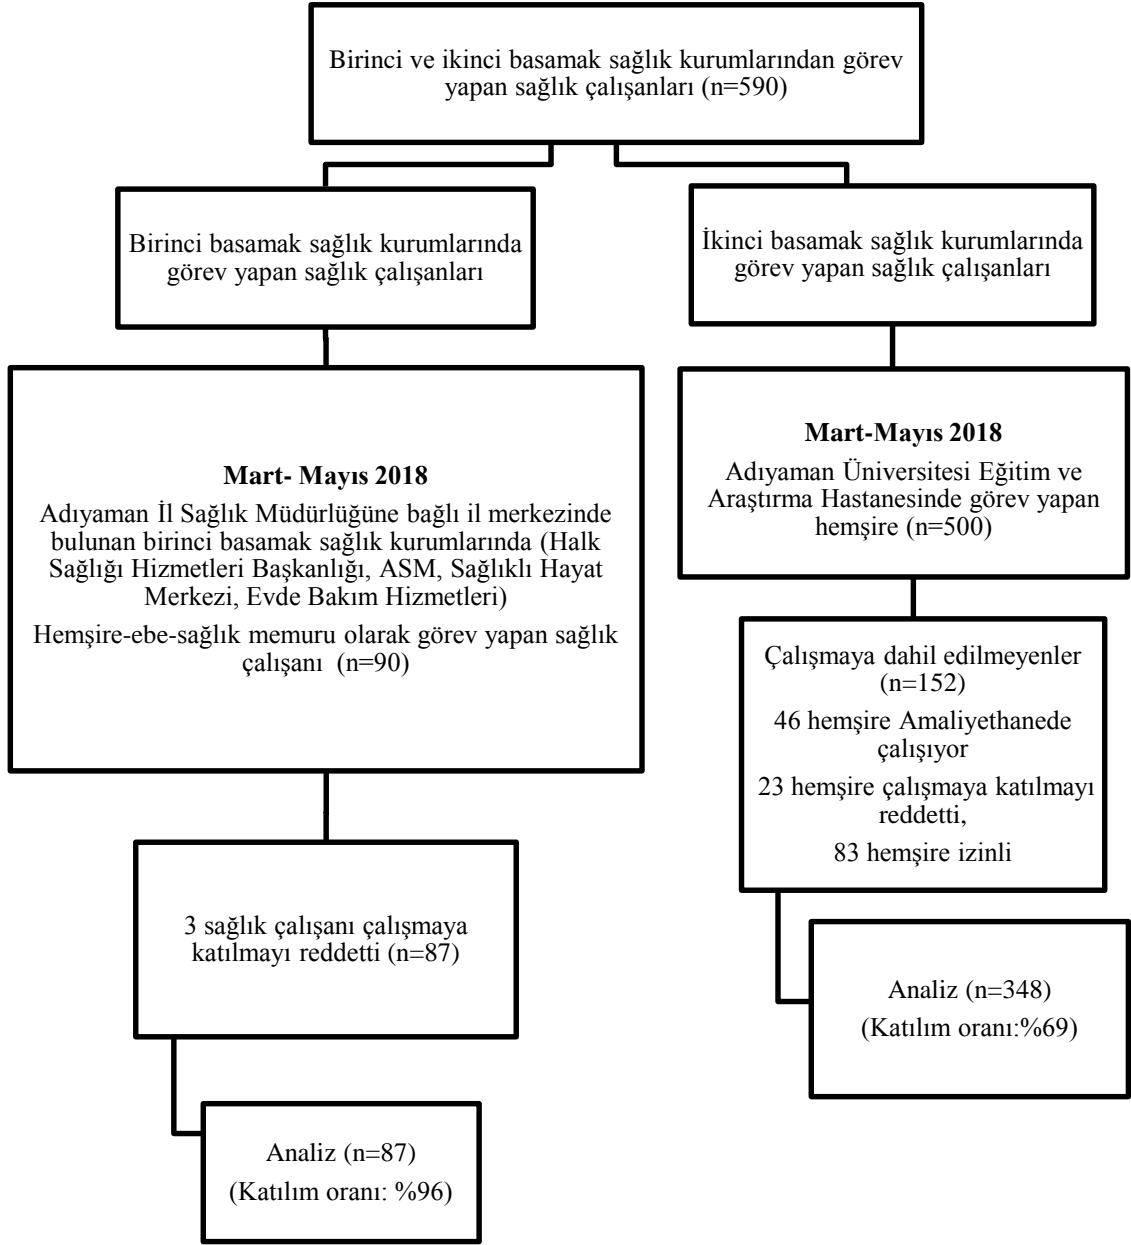 Birinci ve ikinci basamak sağlık kurumlarından görev
yapan sağlık çalışanları (n=590)
Birinci basamak sağlık kurumlarında
görev yapan sağlık çalışanları
İkinci basamak sağlık kurumlarında
görev yapan sağlık çalışanları
Mart- Mayıs 2018
Adıyaman İl Sağlık Müdürlüğüne bağlı il merkezinde
bulunan birinci basamak sağlık kurumlarında (Halk
Sağlığı Hizmetleri Başkanlığı, ASM, Sağlıklı Hayat
Merkezi, Evde Bakım Hizmetleri)
Hemşire-ebe-sağlık memuru olarak görev yapan sağlık
çalışanı (n=90)
Mart-Mayıs 2018
Adıyaman Üniversitesi Eğitim ve
Araştırma Hastanesinde görev yapan
hemşire (n=500)
Çalışmaya dahil edilmeyenler
(n=152)
46 hemşire Amaliyethanede
çalışıyor
23 hemşire çalışmaya katılmayı
reddetti,
83 hemşire izinli
3 sağlık çalışanı çalışmaya
katılmayı reddetti (n=87)
Analiz (n=348)
(Katılım oranı:%69)
Analiz (n=87)
(Katılım oranı: %96)